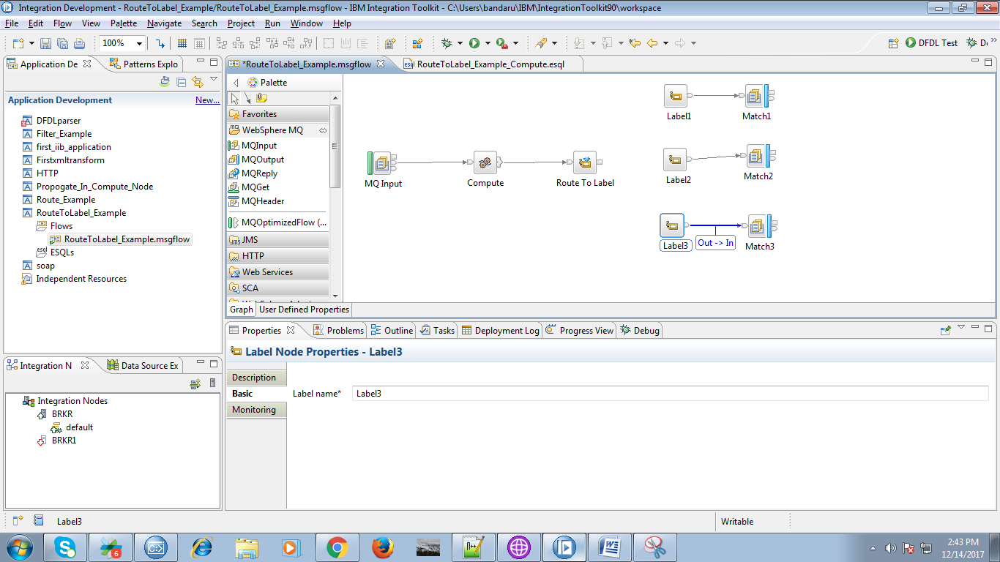 Integration Development - RouteToLabel_Example/RouteToLabel_Example.msgflow - IBM Integration Toolkit - C:\Users\bandaru\IBM\IntegrationToolkit90\workspace
File Edit Flow View Palette Navigate Search Project Run Window Help
100% DFDL Test D
Application De Patterns Explo
Application Development New...
DFDLparser
Filter_Example
first_iib_application
Firstxmltransform
HTTP
Propogate_In_Compute_Node
Route_Example
RouteToLabel_Example
Flows
RouteToLabel_Example.msgflow
ESQLs
soap
Independent Resources
Integration N Data Source Ex
Integration Nodes
BRKR
default
BRKR1
*RouteToLabel_Example.msgflow RouteToLabel_Example_Compute.esql
Palette
Favorites
WebSphere MQ
MQInput
MQOutput
MQReply
MQGet
MQHeader
MQOptimizedFlow (...
JMS
HTTP
Web Services
SCA
MQ Input
Compute
Route To Label
Label1
Match1
Label2
Match2
Label3
Out -> In
Match3
Graph User Defined Properties
Properties Problems Outline Tasks Deployment Log Progress View Debug
Label Node Properties - Label3
Description
Basic
Monitoring
Label name* Label3
Label3 Writable
2:43 PM
12/14/2017